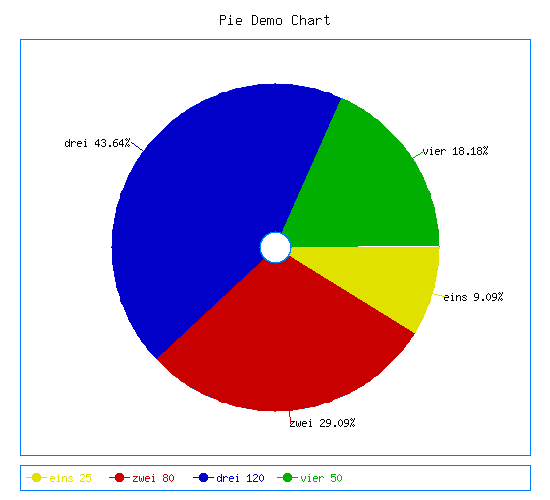 Pie Demo Chart
drei 43.64%
vier 18.18%
eins 9.09%
zwei 29.09%
eins 25 zwei 80 drei 120 vier 50